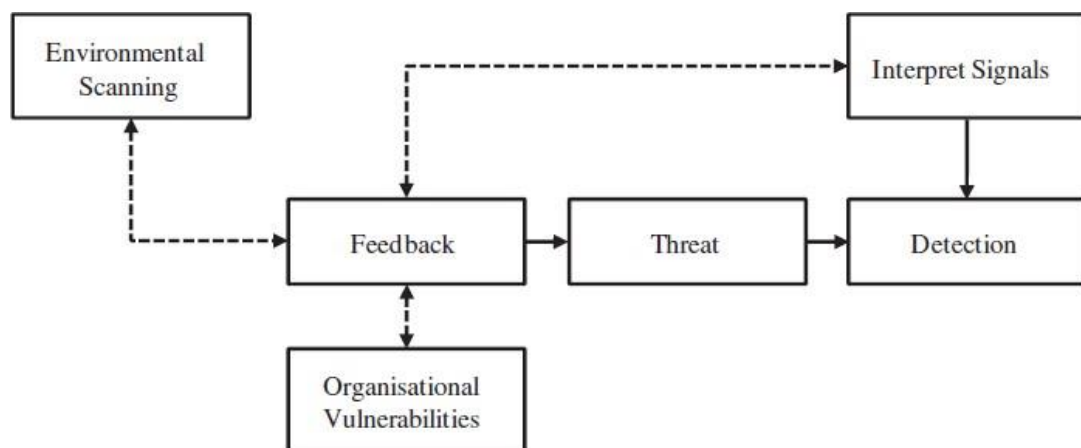 Environmental
Scanning
Interpret Signals
Feedback
Threat
Detection
Organisational
Vulnerabilities